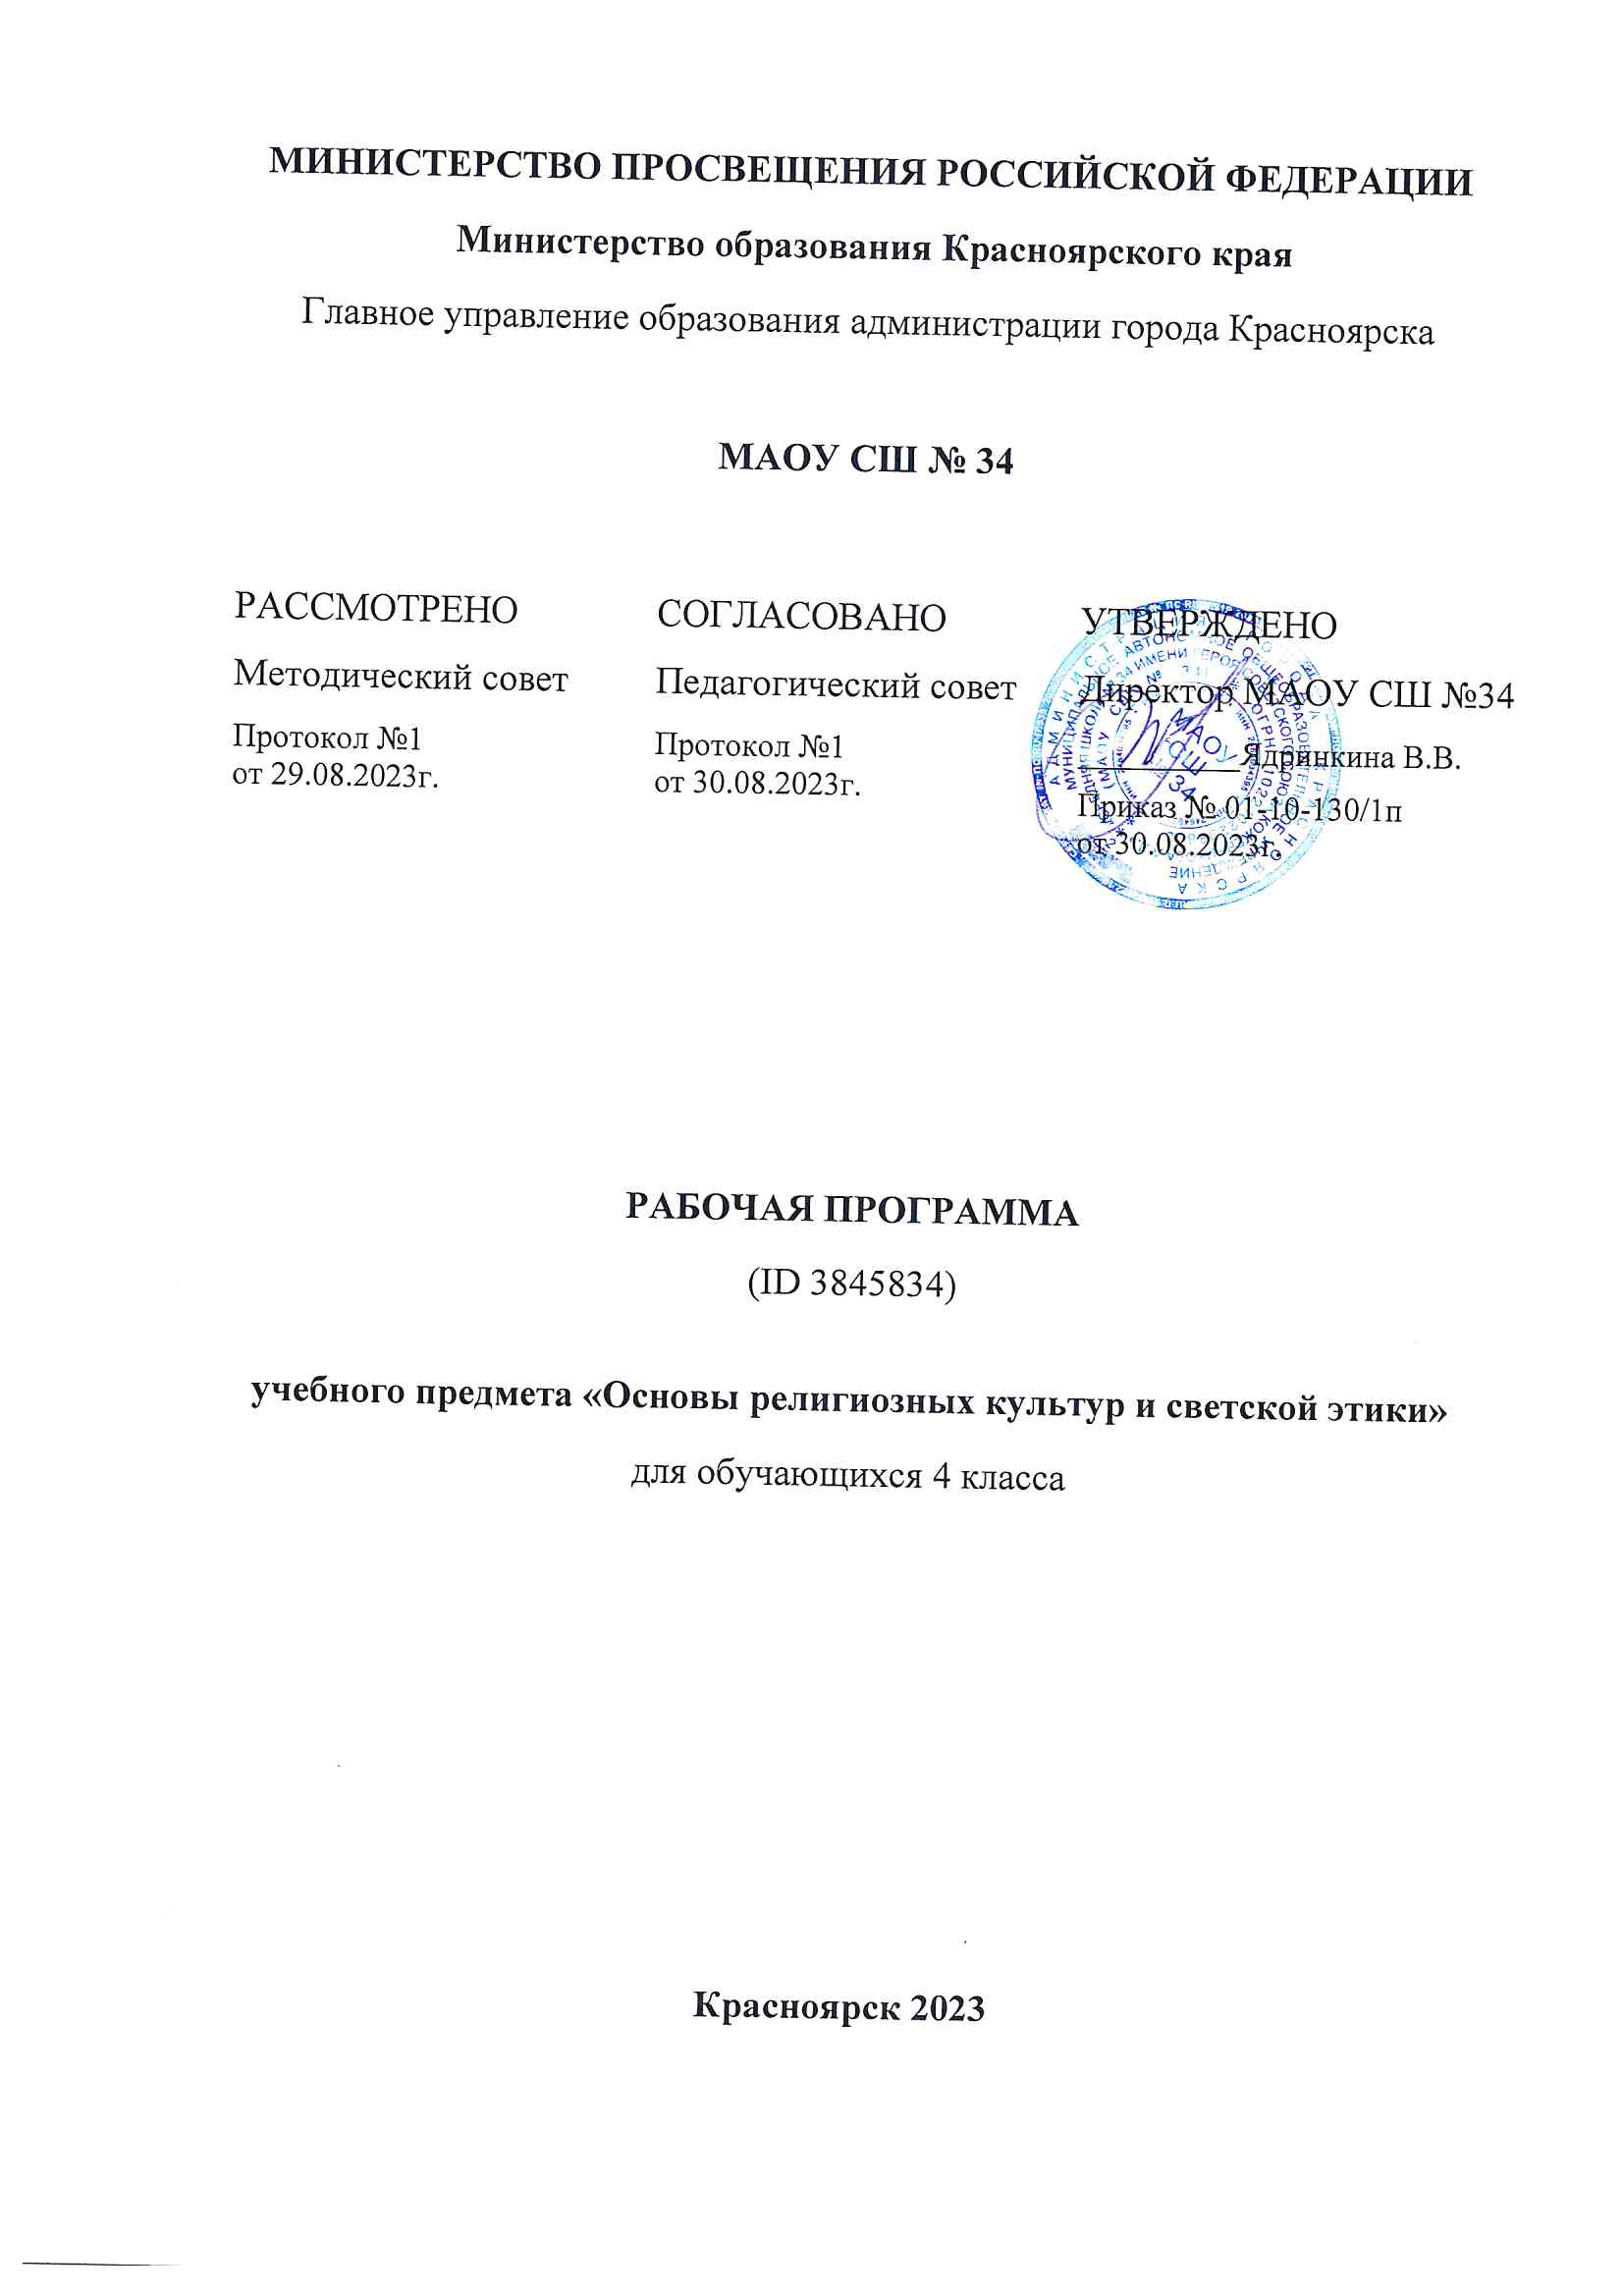 МИНИСТЕРСТВО ПРОСВЕЩЕНИЯ РОССИЙСКОЙ ФЕДЕРАЦИИ
Министерство образования Красноярского края
Главное управление образования администрации города Красноярска
МАОУ СШ № 34
РАССМОТРЕНО
Методический совет
Протокол №1
от 29.08.2023г.
СОГЛАСОВАНО
Педагогический совет
Протокол №1
от 30.08.2023г.
УТВЕРЖДЕНО
Директор МАОУ СШ №34
Ядринкина В.В.
Приказ № 01-10-130/1п
от 30.08.2023г.
МАОУ
СШ
34
РАБОЧАЯ ПРОГРАММА
(ID 3845834)
учебного предмета «Основы религиозных культур и светской этики»
для обучающихся 4 класса
Красноярск 2023